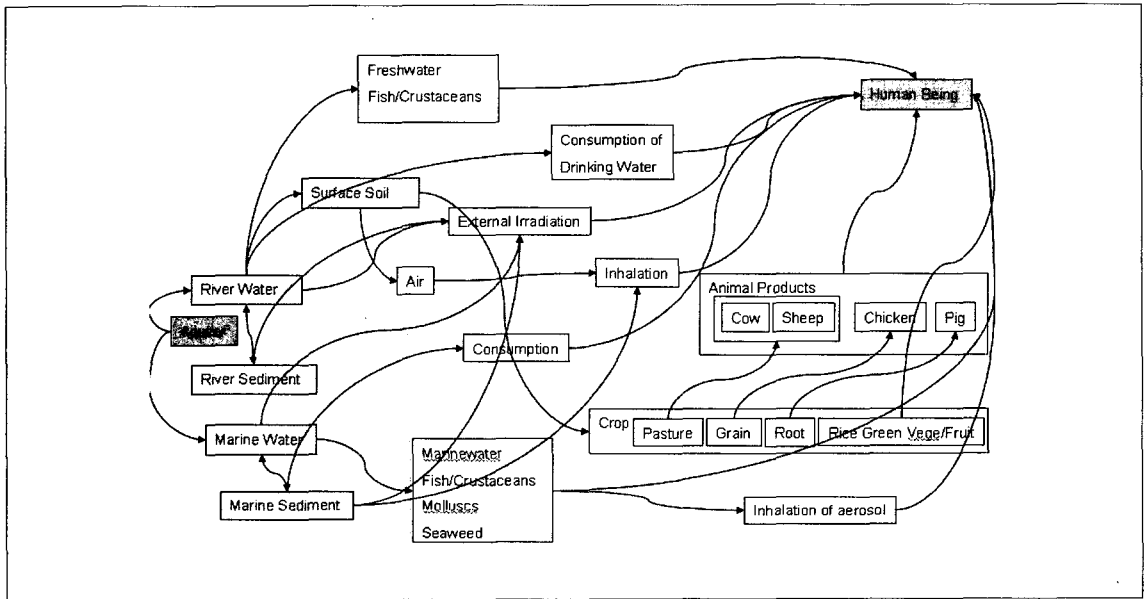 Freshwater
Fish/Crustaceans
Human Being
Consumption of
Drinking Water
Surface Soil
External Irradiation
River Water
Air
Inhalation
Animal Products
Cow
Sheep
Chicken
Pig
Consumption
River Sediment
Marine Water
Crop
Pasture
Grain
Root
Rice Green Vege/Fruit
Marinewater
Fish/Crustaceans
Molluscs
Seaweed
Marine Sediment
Inhalation of aerosol